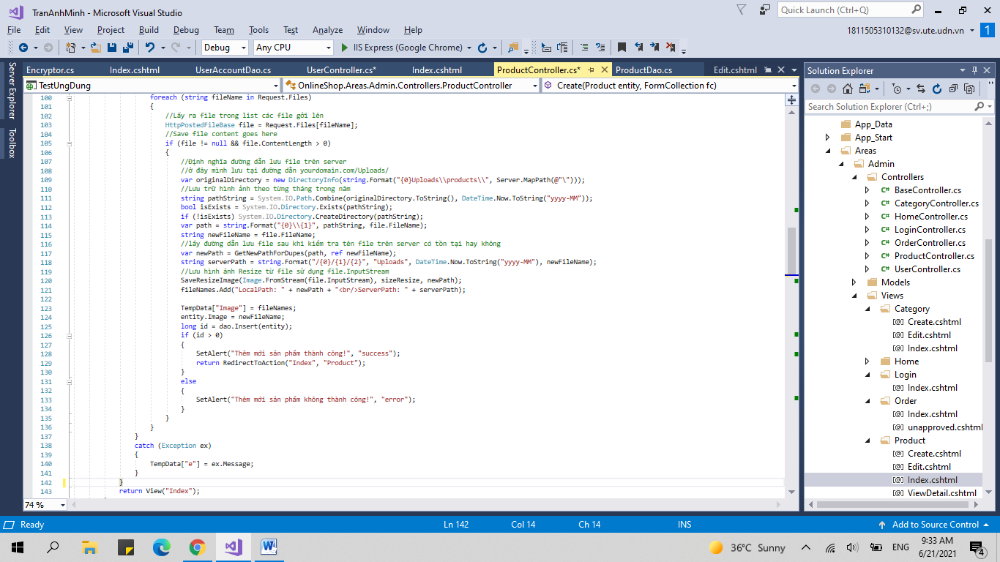 TranAnhMinh - Microsoft Visual Studio
Quick Launch (Ctrl+Q)
File Edit View Project Build Debug Team Tools Test Analyze Window Help
1811505310132@sv.ute.udn.vn 1
Debug Any CPU IIS Express (Google Chrome)
Server Explorer
Toolbox
Encryptor.cs Index.cshtml UserAccountDao.cs UserController.cs* Index.cshtml ProductController.cs* ProductDao.cs Edit.cshtml
TestUngDung OnlineShop.Areas.Admin.Controllers.ProductController Create(Product entity, FormCollection fc)
100 foreach (string fileName in Request.Files)
101 {
102 //Lấy ra file trong list các file gởi lên
103 HttpPostedFileBase file = Request.Files[fileName];
104 //Save file content goes here
105 if (file != null && file.ContentLength > 0)
106 {
107 //Định nghĩa đường dẫn lưu file trên server
108 //ở đây mình lưu tại đường dẫn yourdomain.com/Uploads/
109 var originalDirectory = new DirectoryInfo(string.Format("{0}Uploads\\products\\", Server.MapPath(@"\")));
110 //Lưu trữ hình ảnh theo từng tháng trong năm
111 string pathString = System.IO.Path.Combine(originalDirectory.ToString(), DateTime.Now.ToString("yyyy-MM"));
112 bool isExists = System.IO.Directory.Exists(pathString);
113 if (!isExists) System.IO.Directory.CreateDirectory(pathString);
114 var path = string.Format("{0}\\{1}", pathString, file.FileName);
115 string newFileName = file.FileName;
116 //lấy đường dẫn lưu file sau khi kiểm tra tên file trên server có tồn tại hay không
117 var newPath = GetNewPathForDupes(path, ref newFileName);
118 string serverPath = string.Format("/{0}/{1}/{2}", "Uploads", DateTime.Now.ToString("yyyy-MM"), newFileName);
119 //Lưu hình ảnh Resize từ file sử dụng file.InputStream
120 SaveResizeImage(Image.FromStream(file.InputStream), sizeResize, newPath);
121 fileNames.Add("LocalPath: " + newPath + "<br/>ServerPath: " + serverPath);
122
123 TempData["Image"] = fileNames;
124 entity.Image = newFileName;
125 long id = dao.Insert(entity);
126 if (id > 0)
127 {
128 SetAlert("Thêm mới sản phẩm thành công!", "success");
129 return RedirectToAction("Index", "Product");
130 }
131 else
132 {
133 SetAlert("Thêm mới sản phẩm không thành công!", "error");
134 }
135 }
136 }
137 }
138 catch (Exception ex)
139 {
140 TempData["e"] = ex.Message;
141 }
142 }
143 return View("Index");
74 %
Solution Explorer
Search Solution Explorer (Ctrl+;)
App_Data
App_Start
Areas
Admin
Controllers
C# BaseController.cs
C# CategoryController.cs
C# HomeController.cs
C# LoginController.cs
C# OrderController.cs
C# ProductController.cs
C# UserController.cs
Models
Views
Category
[@] Create.cshtml
[@] Edit.cshtml
[@] Index.cshtml
Home
Login
[@] Index.cshtml
Order
[@] Index.cshtml
[@] unapproved.cshtml
Product
[@] Create.cshtml
[@] Edit.cshtml
[@] Index.cshtml
[@] ViewDetail.cshtml
Ready Ln 142 Col 14 Ch 14 INS Add to Source Control
36°C Sunny ENG 9:33 AM
6/21/2021 4